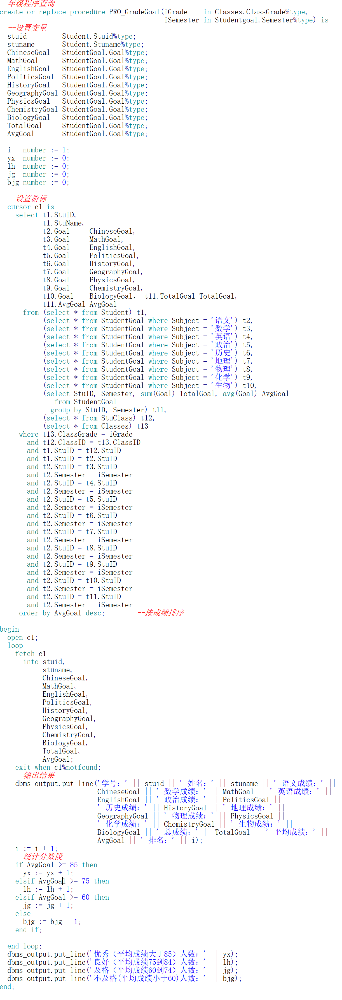 --年级程序查询
create or replace procedure PRO_GradeGoal(iGrade    in Classes.ClassGrade%type,
                                          iSemester in Studentgoal.Semester%type) is
  --设置变量
  stuid         Student.Stuid%type;
  stuname       Student.Stuname%type;
  ChineseGoal   StudentGoal.Goal%type;
  MathGoal      StudentGoal.Goal%type;
  EnglishGoal   StudentGoal.Goal%type;
  PoliticsGoal  StudentGoal.Goal%type;
  HistoryGoal   StudentGoal.Goal%type;
  GeographyGoal StudentGoal.Goal%type;
  PhysicsGoal   StudentGoal.Goal%type;
  ChemistryGoal StudentGoal.Goal%type;
  BiologyGoal   StudentGoal.Goal%type;
  TotalGoal     StudentGoal.Goal%type;
  AvgGoal       StudentGoal.Goal%type;

  i   number := 1;
  yx  number := 0;
  lh  number := 0;
  jg  number := 0;
  bjg number := 0;

  --设置游标
  cursor c1 is
    select t1.StuID,
           t1.StuName,
           t2.Goal     ChineseGoal,
           t3.Goal     MathGoal,
           t4.Goal     EnglishGoal,
           t5.Goal     PoliticsGoal,
           t6.Goal     HistoryGoal,
           t7.Goal     GeographyGoal,
           t8.Goal     PhysicsGoal,
           t9.Goal     ChemistryGoal,
           t10.Goal    BiologyGoal， t11.TotalGoal TotalGoal,
           t11.AvgGoal AvgGoal
      from (select * from Student) t1,
           (select * from StudentGoal where Subject = '语文') t2,
           (select * from StudentGoal where Subject = '数学') t3,
           (select * from StudentGoal where Subject = '英语') t4,
           (select * from StudentGoal where Subject = '政治') t5,
           (select * from StudentGoal where Subject = '历史') t6,
           (select * from StudentGoal where Subject = '地理') t7,
           (select * from StudentGoal where Subject = '物理') t8,
           (select * from StudentGoal where Subject = '化学') t9,
           (select * from StudentGoal where Subject = '生物') t10,
           (select StuID, Semester, sum(Goal) TotalGoal, avg(Goal) AvgGoal
              from StudentGoal
             group by StuID, Semester) t11,
           (select * from StuClass) t12,
           (select * from Classes) t13
     where t13.ClassGrade = iGrade
       and t12.ClassID = t13.ClassID
       and t1.StuID = t12.StuID
       and t1.StuID = t2.StuID
       and t2.StuID = t3.StuID
       and t2.Semester = iSemester
       and t2.StuID = t4.StuID
       and t2.Semester = iSemester
       and t2.StuID = t5.StuID
       and t2.Semester = iSemester
       and t2.StuID = t6.StuID
       and t2.Semester = iSemester
       and t2.StuID = t7.StuID
       and t2.Semester = iSemester
       and t2.StuID = t8.StuID
       and t2.Semester = iSemester
       and t2.StuID = t9.StuID
       and t2.Semester = iSemester
       and t2.StuID = t10.StuID
       and t2.Semester = iSemester
       and t2.StuID = t11.StuID
       and t2.Semester = iSemester
     order by AvgGoal desc;        --按成绩排序

begin
  open c1;
  loop
    fetch c1
      into stuid,
           stuname,
           ChineseGoal,
           MathGoal,
           EnglishGoal,
           PoliticsGoal,
           HistoryGoal,
           GeographyGoal,
           PhysicsGoal,
           ChemistryGoal,
           BiologyGoal,
           TotalGoal,
           AvgGoal;
    exit when c1%notfound;
    --输出结果
    dbms_output.put_line('学号：' || stuid || ' 姓名：' || stuname || ' 语文成绩：' ||
                         ChineseGoal || ' 数学成绩：' || MathGoal || ' 英语成绩：' ||
                         EnglishGoal || ' 政治成绩：' || PoliticsGoal ||
                         ' 历史成绩：' || HistoryGoal || ' 地理成绩：' ||
                         GeographyGoal || ' 物理成绩：' || PhysicsGoal ||
                         ' 化学成绩：' || ChemistryGoal || ' 生物成绩：' ||
                         BiologyGoal || ' 总成绩：' || TotalGoal || ' 平均成绩：' ||
                         AvgGoal || ' 排名：' || i);
    i := i + 1;
    --统计分数段
    if AvgGoal >= 85 then
      yx := yx + 1;
    elsif AvgGoal >= 75 then
      lh := lh + 1;
    elsif AvgGoal >= 60 then
      jg := jg + 1;
    else
      bjg := bjg + 1;
    end if;

  end loop;
  dbms_output.put_line('优秀（平均成绩大于85）人数：' || yx);
  dbms_output.put_line('良好（平均成绩75到84）人数：' || lh);
  dbms_output.put_line('及格（平均成绩60到74）人数：' || jg);
  dbms_output.put_line('不及格(平均成绩小于60)人数：' || bjg);
end;